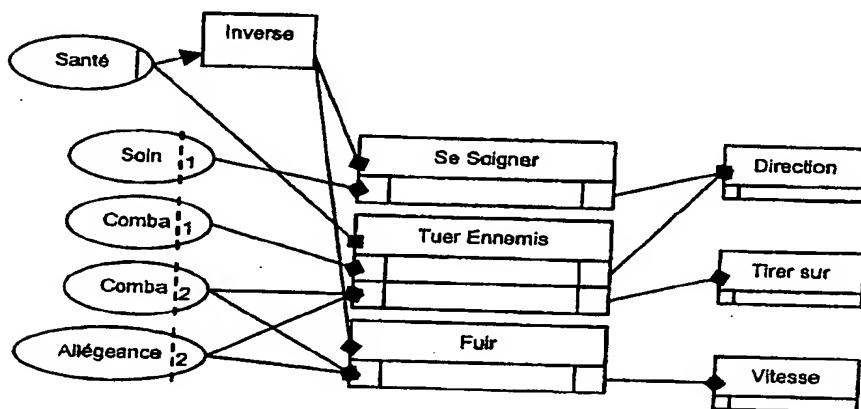 Inverse
Santé
Se Soigner
Direction
Soin 1
Comba 1
Tuer Ennemis
Tirer sur
Comba 2
Fuir
Allégeance 2
Vitesse